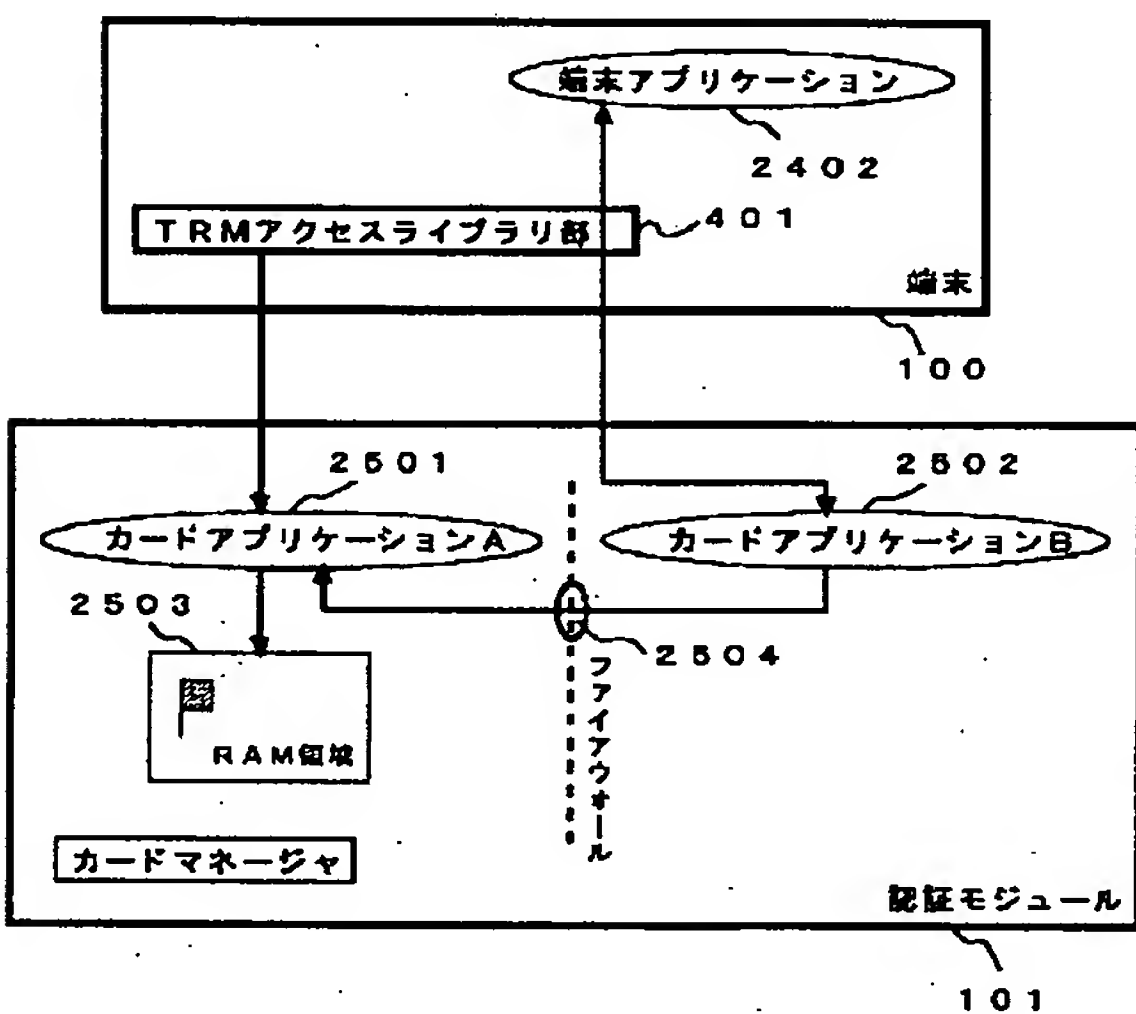 端末アプリケーション
2402
TRMアクセスライブラリ部
401
端末
100
2501
2502
カードアプリケーションA
カードアプリケーションB
2503
2504
RAM領域
ファイアウォール
カードマネージャ
認証モジュール
101